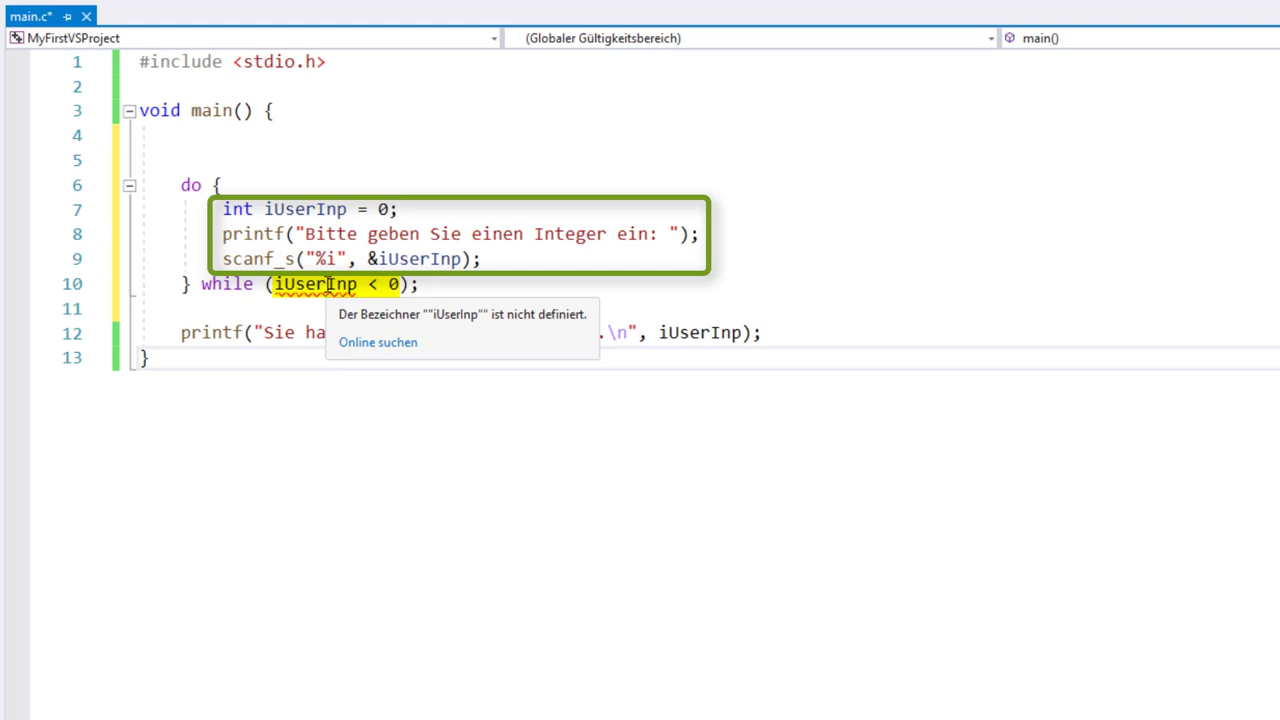 main.c*
MyFirstVSProject (Globaler Gültigkeitsbereich) main()
1 #include <stdio.h>
2
3 void main() {
4
5
6 do {
7 int iUserInp = 0;
8 printf("Bitte geben Sie einen Integer ein: ");
9 scanf_s("%i", &iUserInp);
10 } while (iUserInp < 0);
11
Der Bezeichner ""iUserInp"" ist nicht definiert.
12 printf("Sie ha .\n", iUserInp);
Online suchen
13 }